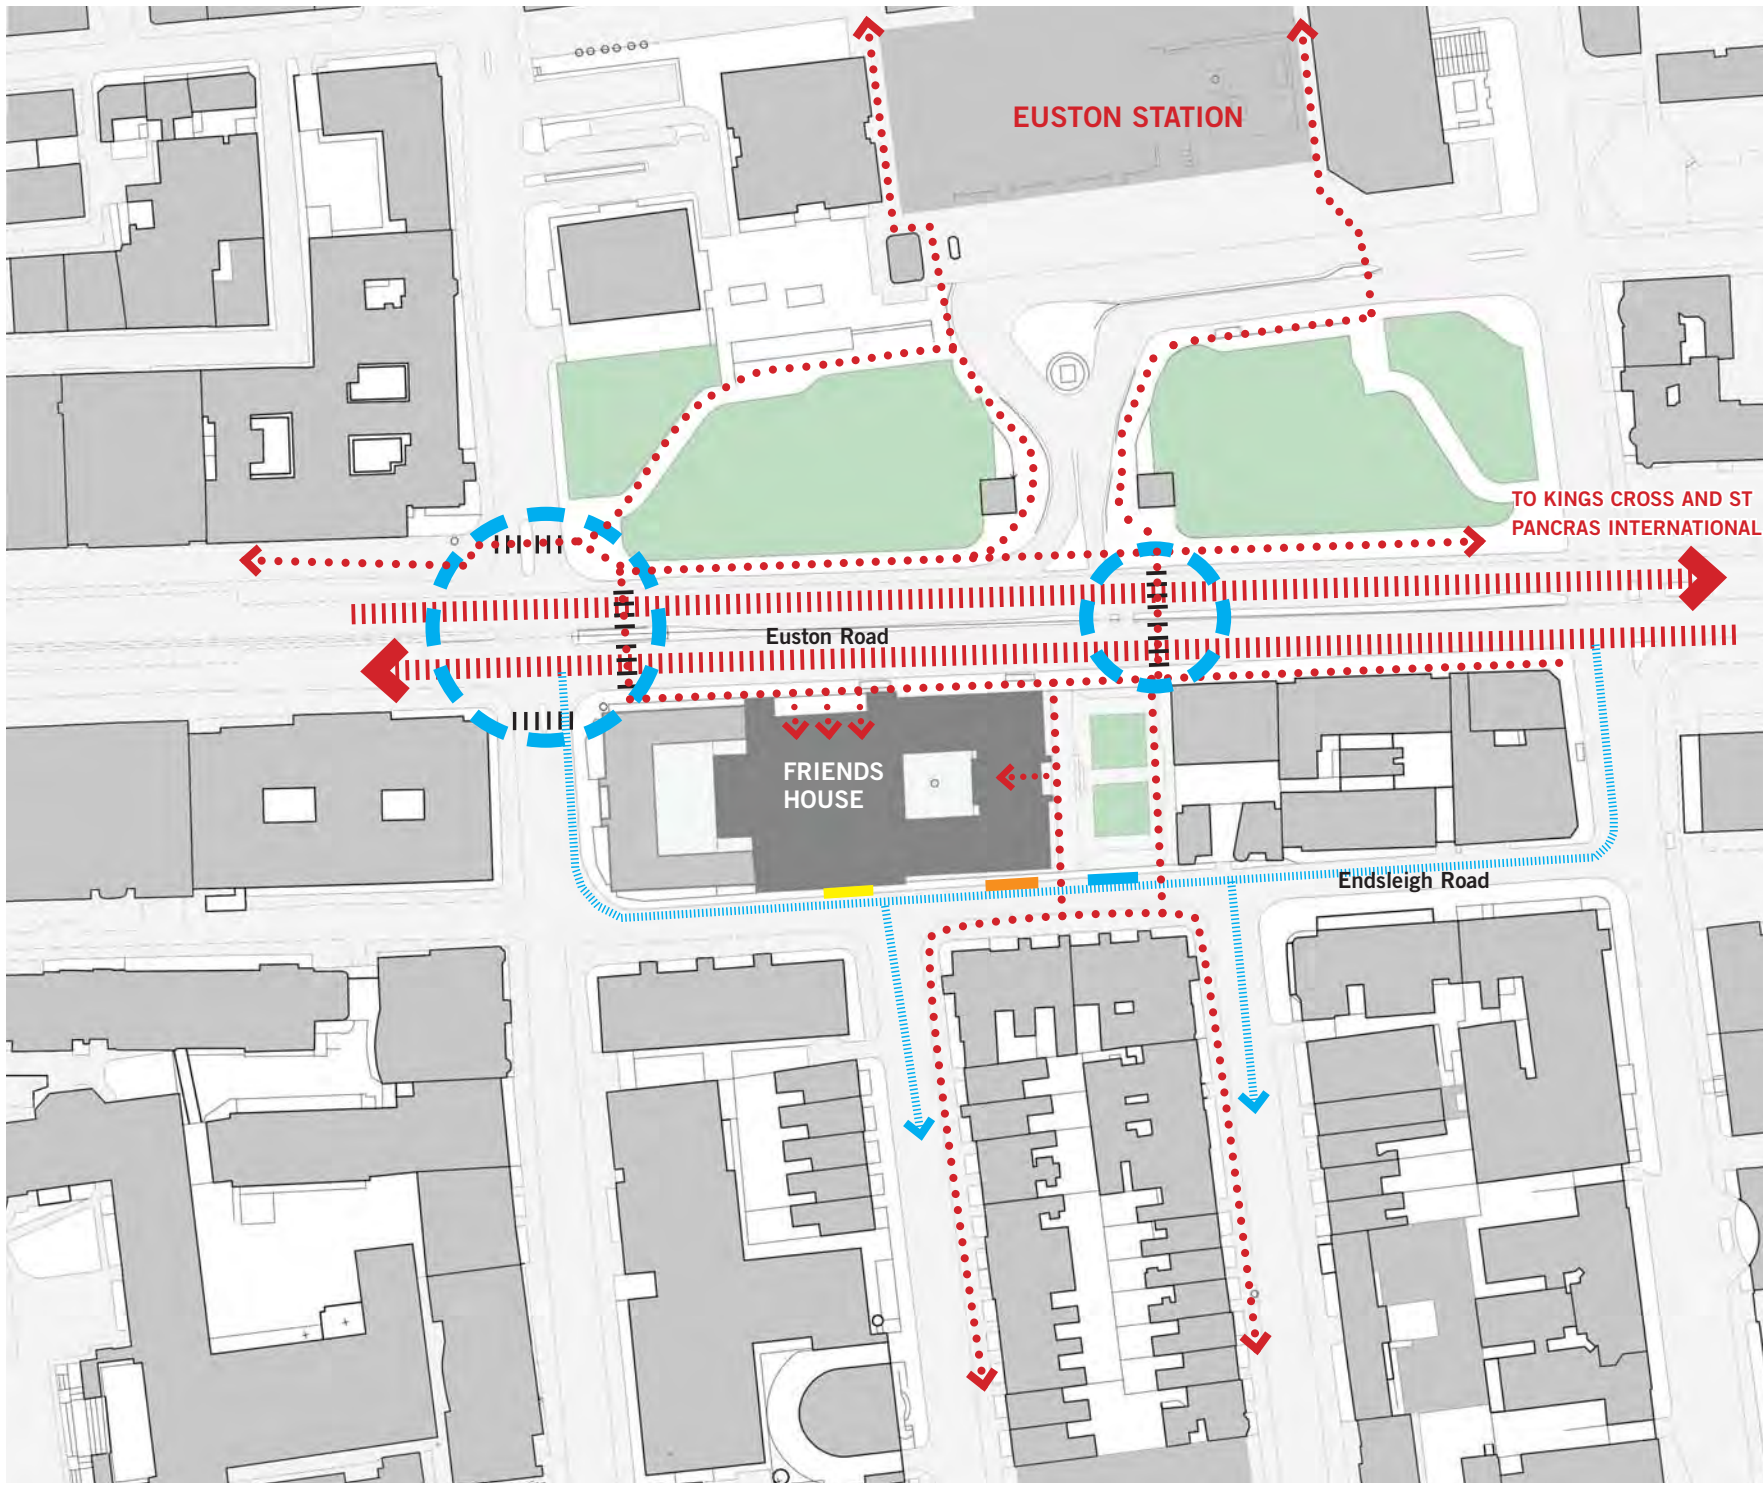 EUSTON STATION
TO KINGS CROSS AND ST
PANCRAS INTERNATIONAL
Euston Road
FRIENDS
HOUSE
Endsleigh Road